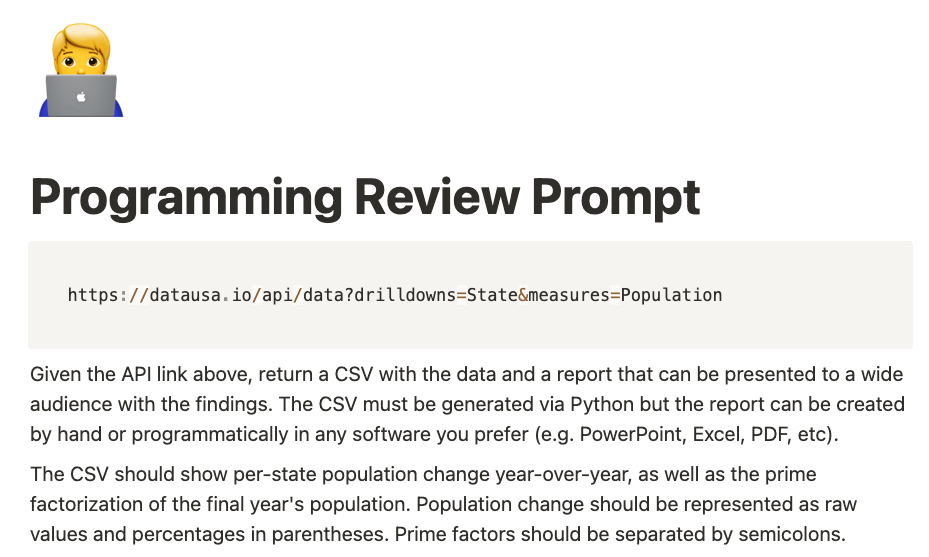 Programming Review Prompt
https://datausa.io/api/data?drilldowns=State&measures=Population
Given the API link above, return a CSV with the data and a report that can be presented to a wide
audience with the findings. The CSV must be generated via Python but the report can be created
by hand or programmatically in any software you prefer (e.g. PowerPoint, Excel, PDF, etc).
The CSV should show per-state population change year-over-year, as well as the prime
factorization of the final year's population. Population change should be represented as raw
values and percentages in parentheses. Prime factors should be separated by semicolons.